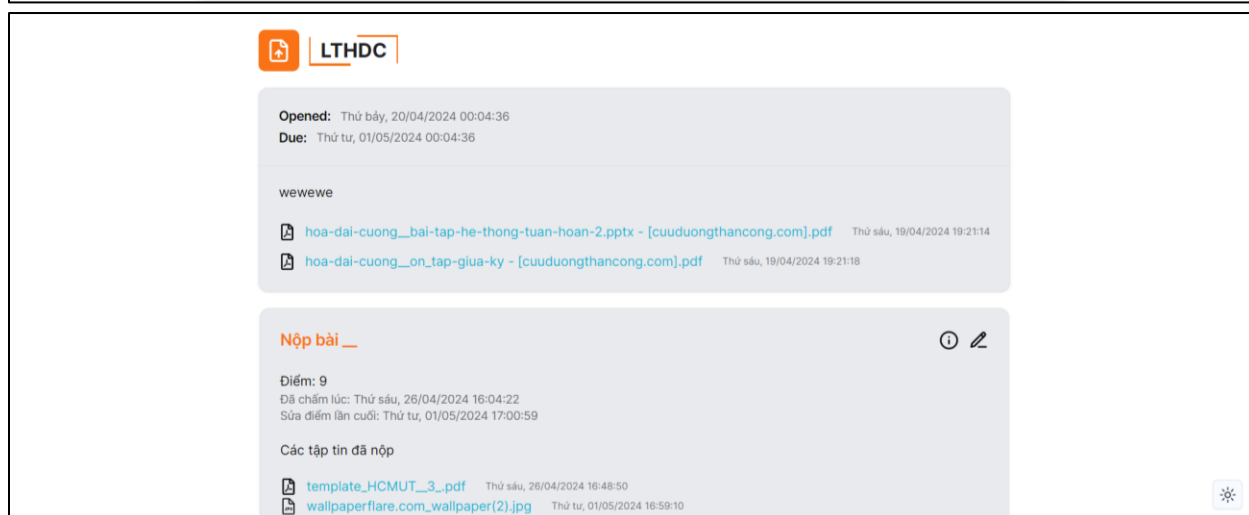 LTHDC
Opened: Thứ bảy, 20/04/2024 00:04:36
Due: Thứ tư, 01/05/2024 00:04:36
wewewe
hoa-dai-cuong__bai-tap-he-thong-tuan-hoan-2.pptx - [cuuduongthancong.com].pdf Thứ sáu, 19/04/2024 19:21:14
hoa-dai-cuong__on_tap-giua-ky - [cuuduongthancong.com].pdf Thứ sáu, 19/04/2024 19:21:18
Nộp bài __
Điểm: 9
Đã chấm lúc: Thứ sáu, 26/04/2024 16:04:22
Sửa điểm lần cuối: Thứ tư, 01/05/2024 17:00:59
Các tập tin đã nộp
template_HCMUT__3_.pdf Thứ sáu, 26/04/2024 16:48:50
wallpaperflare.com_wallpaper(2).jpg Thứ tư, 01/05/2024 16:59:10